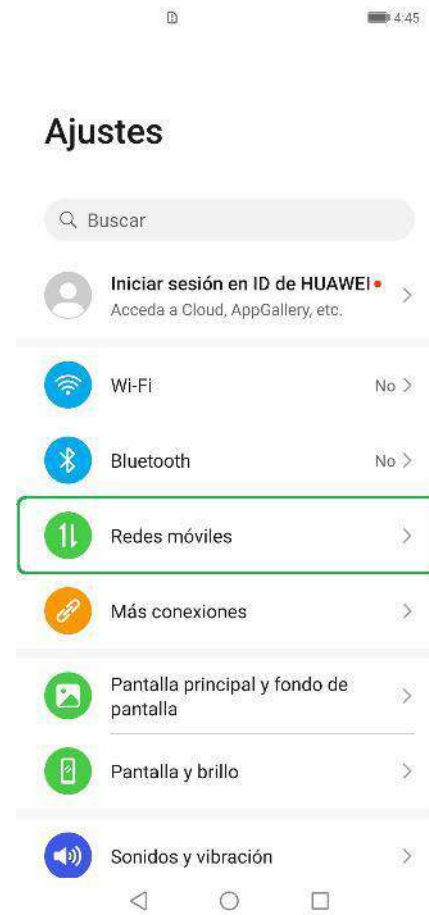 4:45
Ajustes
Buscar
Iniciar sesión en ID de HUAWEI
Acceda a Cloud, AppGallery, etc.
Wi-Fi No
Bluetooth No
Redes móviles
Más conexiones
Pantalla principal y fondo de
pantalla
Pantalla y brillo
Sonidos y vibración